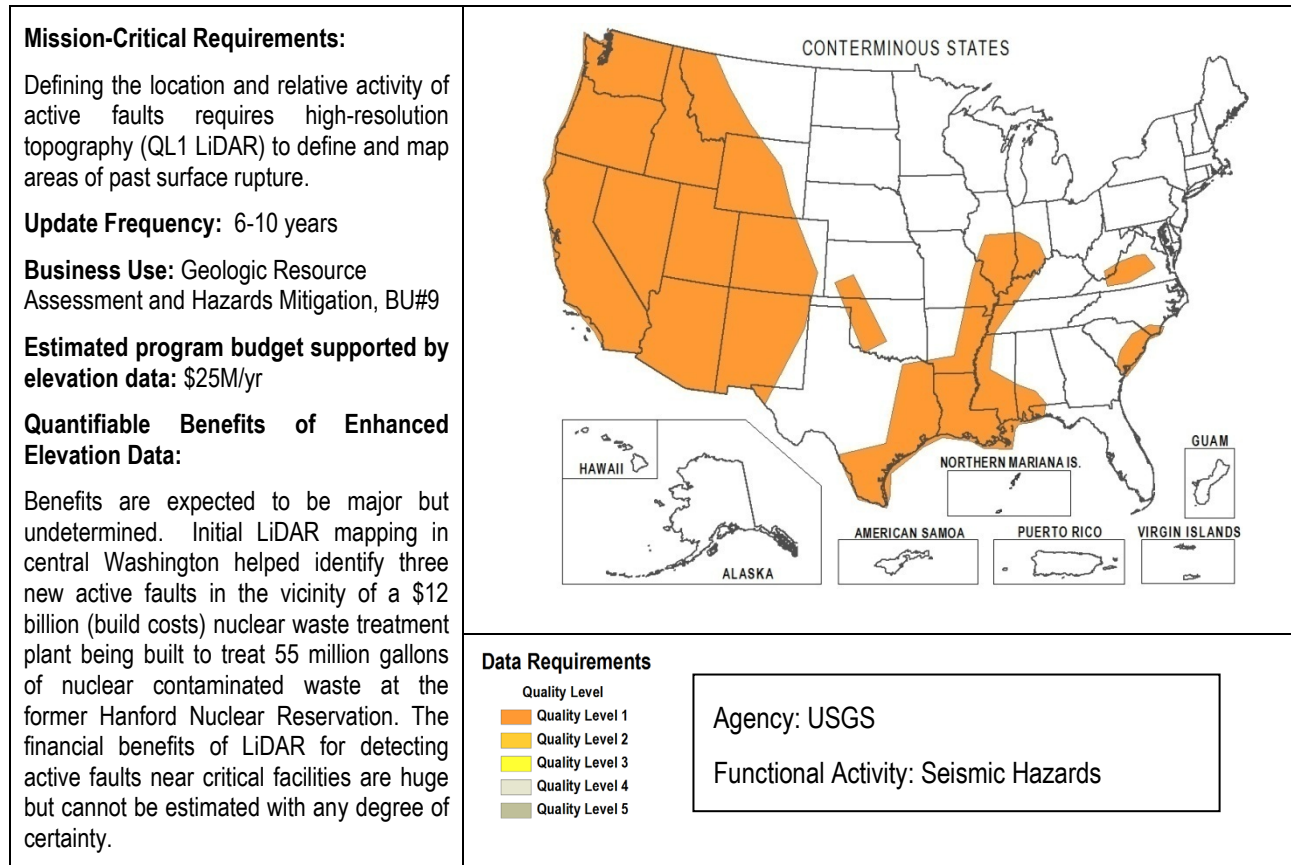 Mission-Critical Requirements:
Defining the location and relative activity of
active faults requires high-resolution
topography (QL1 LiDAR) to define and map
areas of past surface rupture.
Update Frequency: 6-10 years
Business Use: Geologic Resource
Assessment and Hazards Mitigation, BU#9
Estimated program budget supported by
elevation data: $25M/yr
Quantifiable Benefits of Enhanced
Elevation Data:
Benefits are expected to be major but
undetermined. Initial LiDAR mapping in
central Washington helped identify three
new active faults in the vicinity of a $12
billion (build costs) nuclear waste treatment
plant being built to treat 55 million gallons
of nuclear contaminated waste at the
former Hanford Nuclear Reservation. The
financial benefits of LiDAR for detecting
active faults near critical facilities are huge
but cannot be estimated with any degree of
certainty.
CONTERMINOUS STATES
HAWAII
ALASKA
NORTHERN MARIANA IS.
GUAM
AMERICAN SAMOA
PUERTO RICO
VIRGIN ISLANDS
Data Requirements
Quality Level
Quality Level 1
Quality Level 2
Quality Level 3
Quality Level 4
Quality Level 5
Agency: USGS
Functional Activity: Seismic Hazards